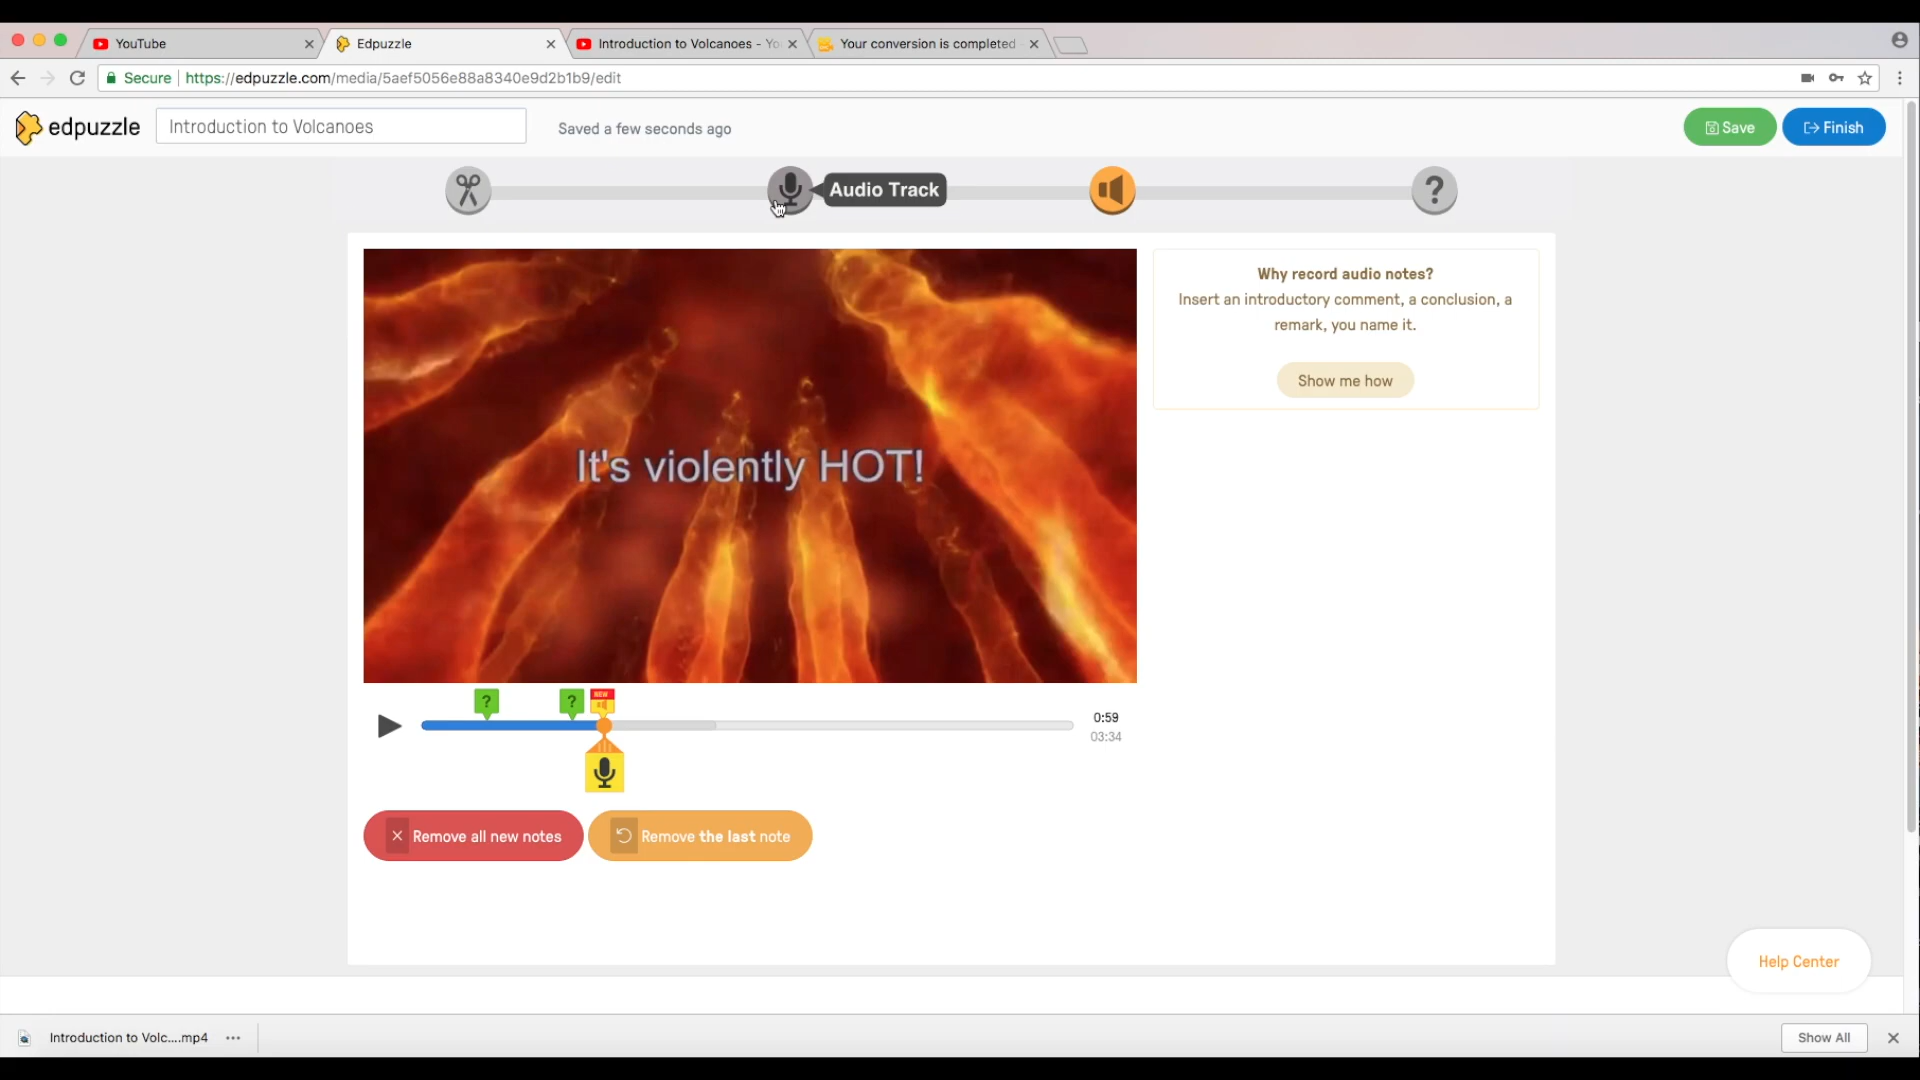 YouTube
Edpuzzle
Introduction to Volcanoes - Yo
Your conversion is completed
Secure https://edpuzzle.com/media/5aef5056e88a8340e9d2b1b9/edit
edpuzzle
Introduction to Volcanoes
Saved a few seconds ago
Save
Finish
Audio Track
?
Why record audio notes?
Insert an introductory comment, a conclusion, a
remark, you name it.
Show me how
It's violently HOT!
? ? NEW
0:59
03:34
Remove all new notes
Remove the last note
Help Center
Introduction to Volc....mp4
Show All